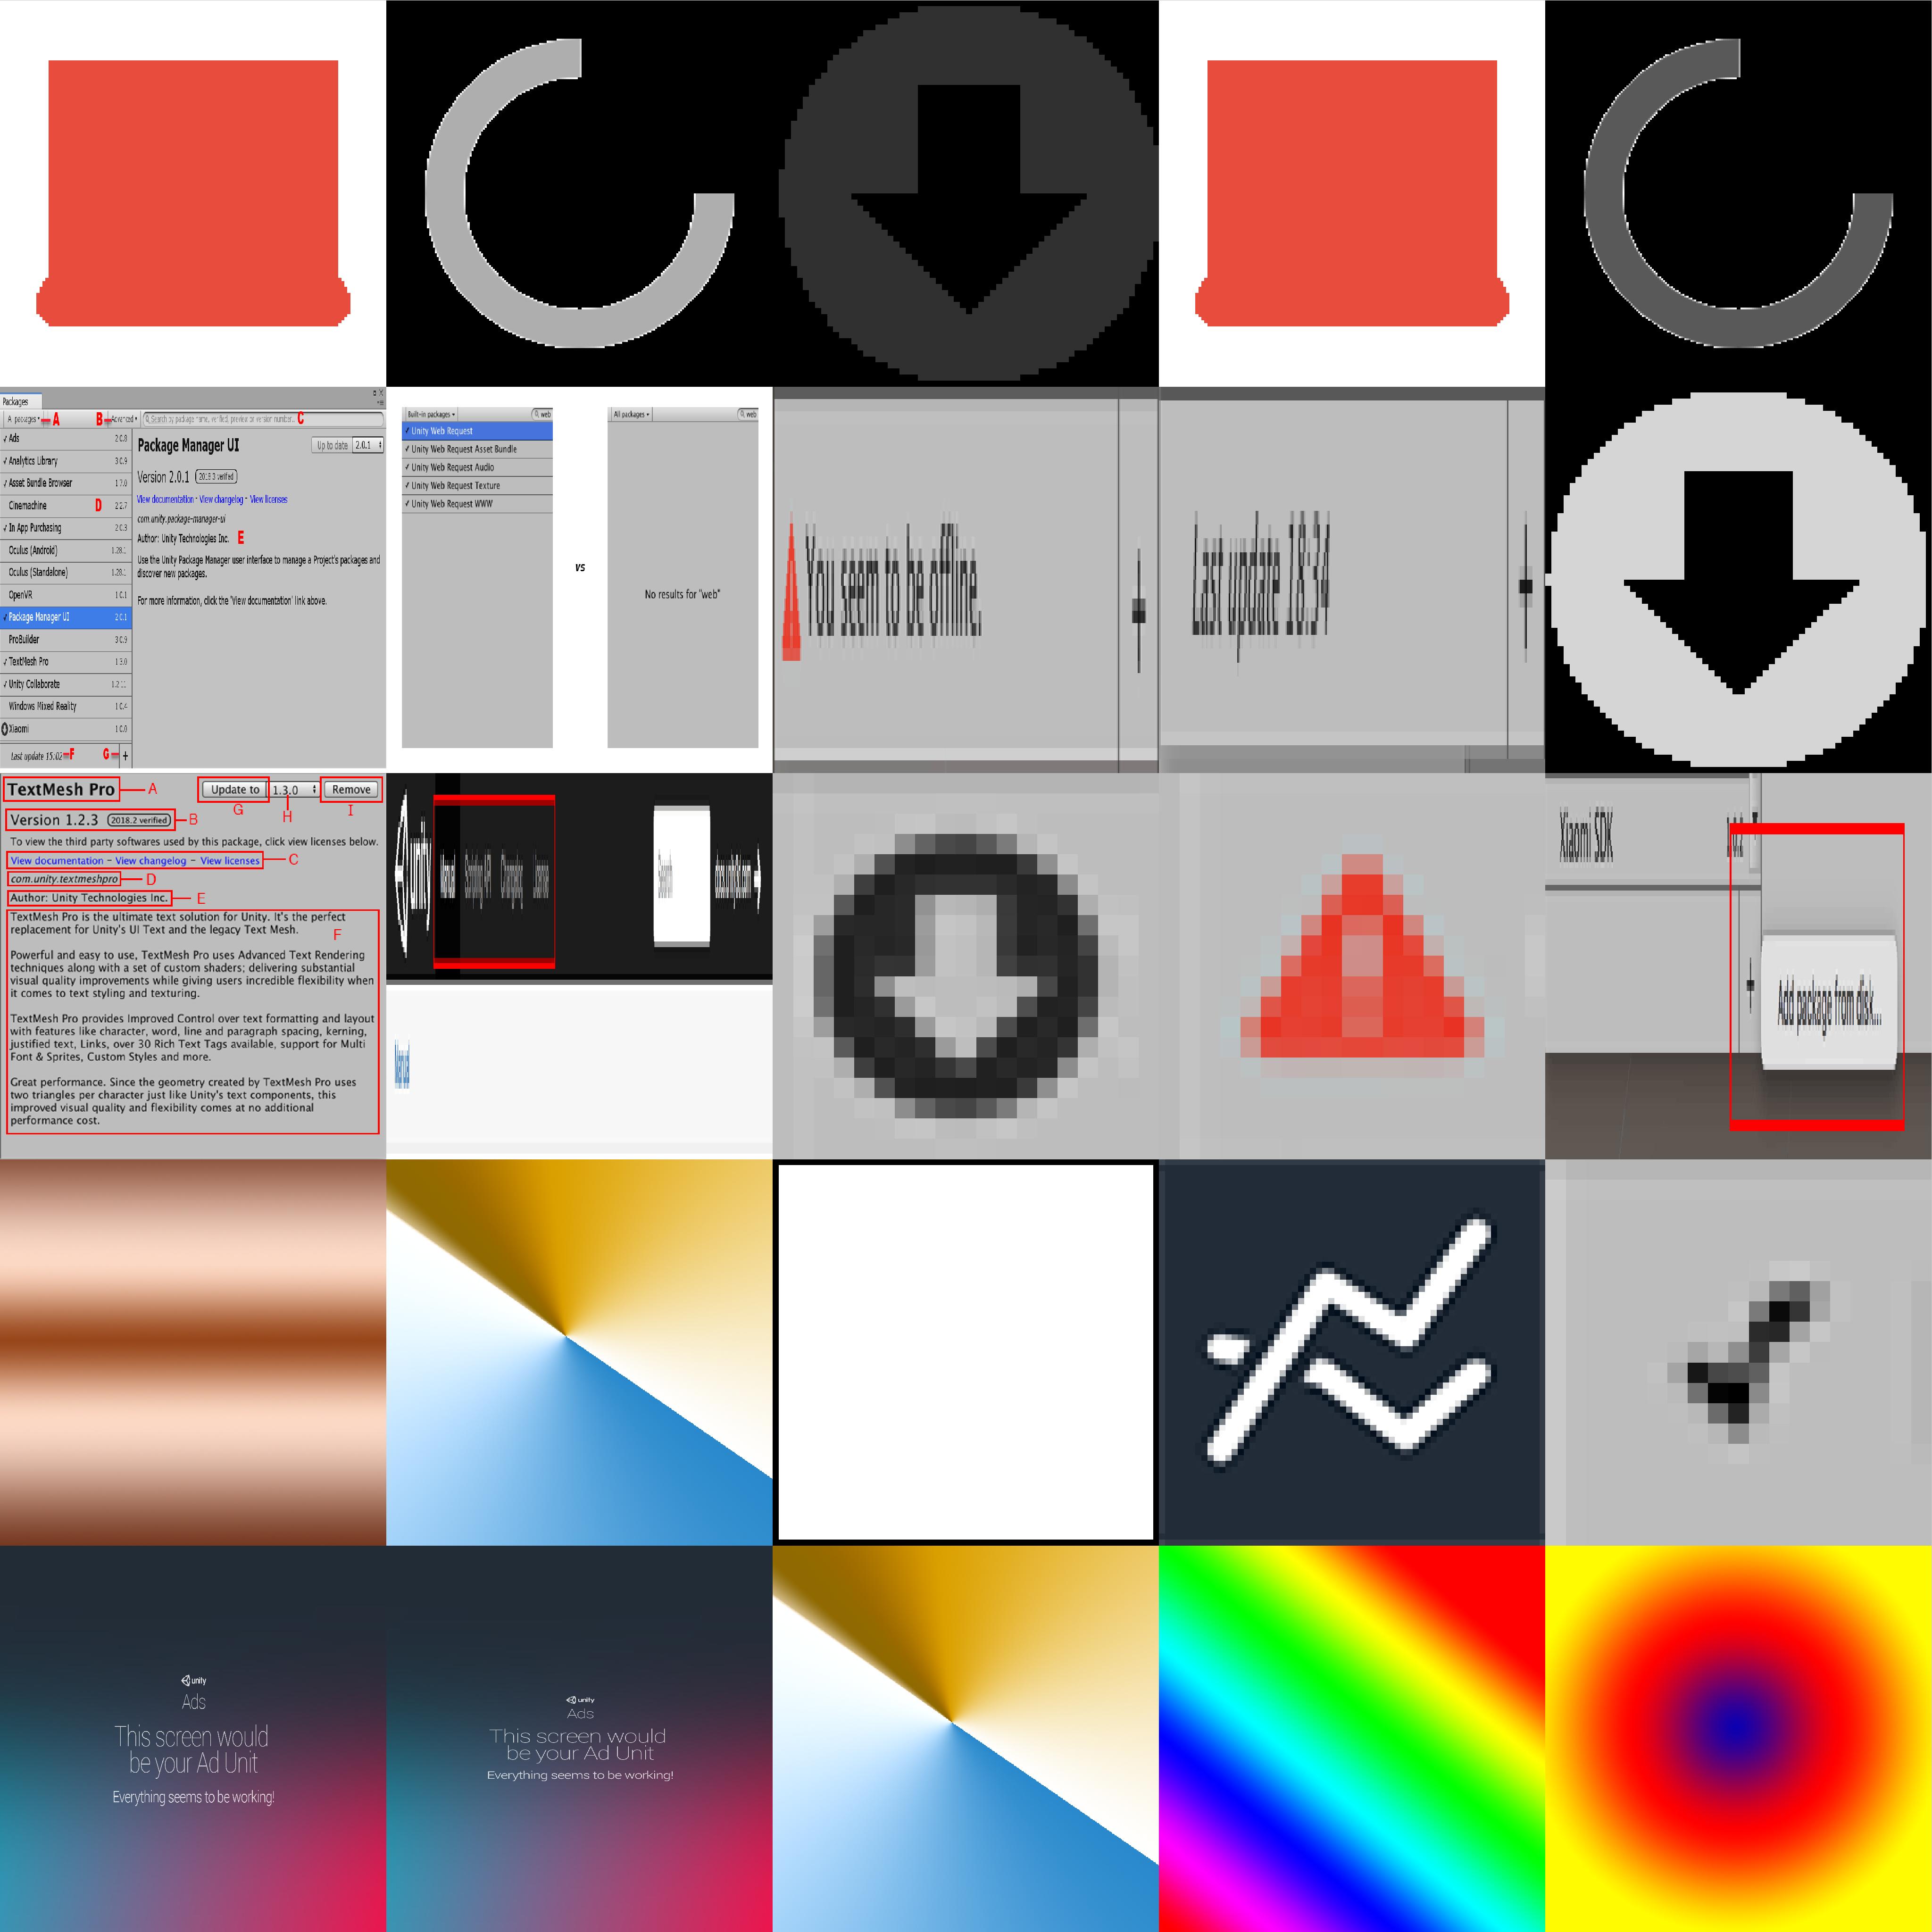 Packages
All packages
A
B
Advanced
Search by package name, verified, preview or version number...
C
Ads 2.0.8
Analytics Library 3.0.9
Asset Bundle Browser 1.7.0
Cinemachine D 2.2.7
In App Purchasing 2.0.3
Oculus (Android) 1.28.
Oculus (Standalone) 1.28.
OpenVR 1.0.1
Package Manager UI 2.0.1
ProBuilder 3.0.9
TextMesh Pro 1.3.0
Unity Collaborate 1.2
Windows Mixed Reality 1.0.4
Xiaomi 1.0.0
Last update 15:02 F G +
Package Manager UI
Up to date 2.0.1
Version 2.0.1 2018.3 verified
View documentation - View changelog - View licenses
com.unity.package-manager-ui
Author: Unity Technologies Inc. E
Use the Unity Package Manager user interface to manage a Project's packages and
discover new packages.
For more information, click the 'View documentation' link above.
Built-in packages web
Unity Web Request
Unity Web Request Asset Bundle
Unity Web Request Audio
Unity Web Request Texture
Unity Web Request WWW
vs
All packages web
No results for "web"
You seem to be offline.
Last update 18:34
TextMesh Pro A
Update to 1.3.0 Remove
G H I
Version 1.2.3 2018.2 verified B
To view the third party softwares used by this package, click view licenses below.
View documentation - View changelog - View licenses C
com.unity.textmeshpro D
Author: Unity Technologies Inc. E
TextMesh Pro is the ultimate text solution for Unity. It's the perfect
replacement for Unity's UI Text and the legacy Text Mesh.
F
Powerful and easy to use, TextMesh Pro uses Advanced Text Rendering
techniques along with a set of custom shaders; delivering substantial
visual quality improvements while giving users incredible flexibility when
it comes to text styling and texturing.
TextMesh Pro provides Improved Control over text formatting and layout
with features like character, word, line and paragraph spacing, kerning,
justified text, Links, over 30 Rich Text Tags available, support for Multi
Font & Sprites, Custom Styles and more.
Great performance. Since the geometry created by TextMesh Pro uses
two triangles per character just like Unity's text components, this
improved visual quality and flexibility comes at no additional
performance cost.
unity
Manual
Scripting API
Changelog
License
Search
docs.unity3d.com
Manual
Xiaomi SDK
Add package from disk...
unity
Ads
This screen would
be your Ad Unit
Everything seems to be working!
unity
Ads
This screen would
be your Ad Unit
Everything seems to be working!